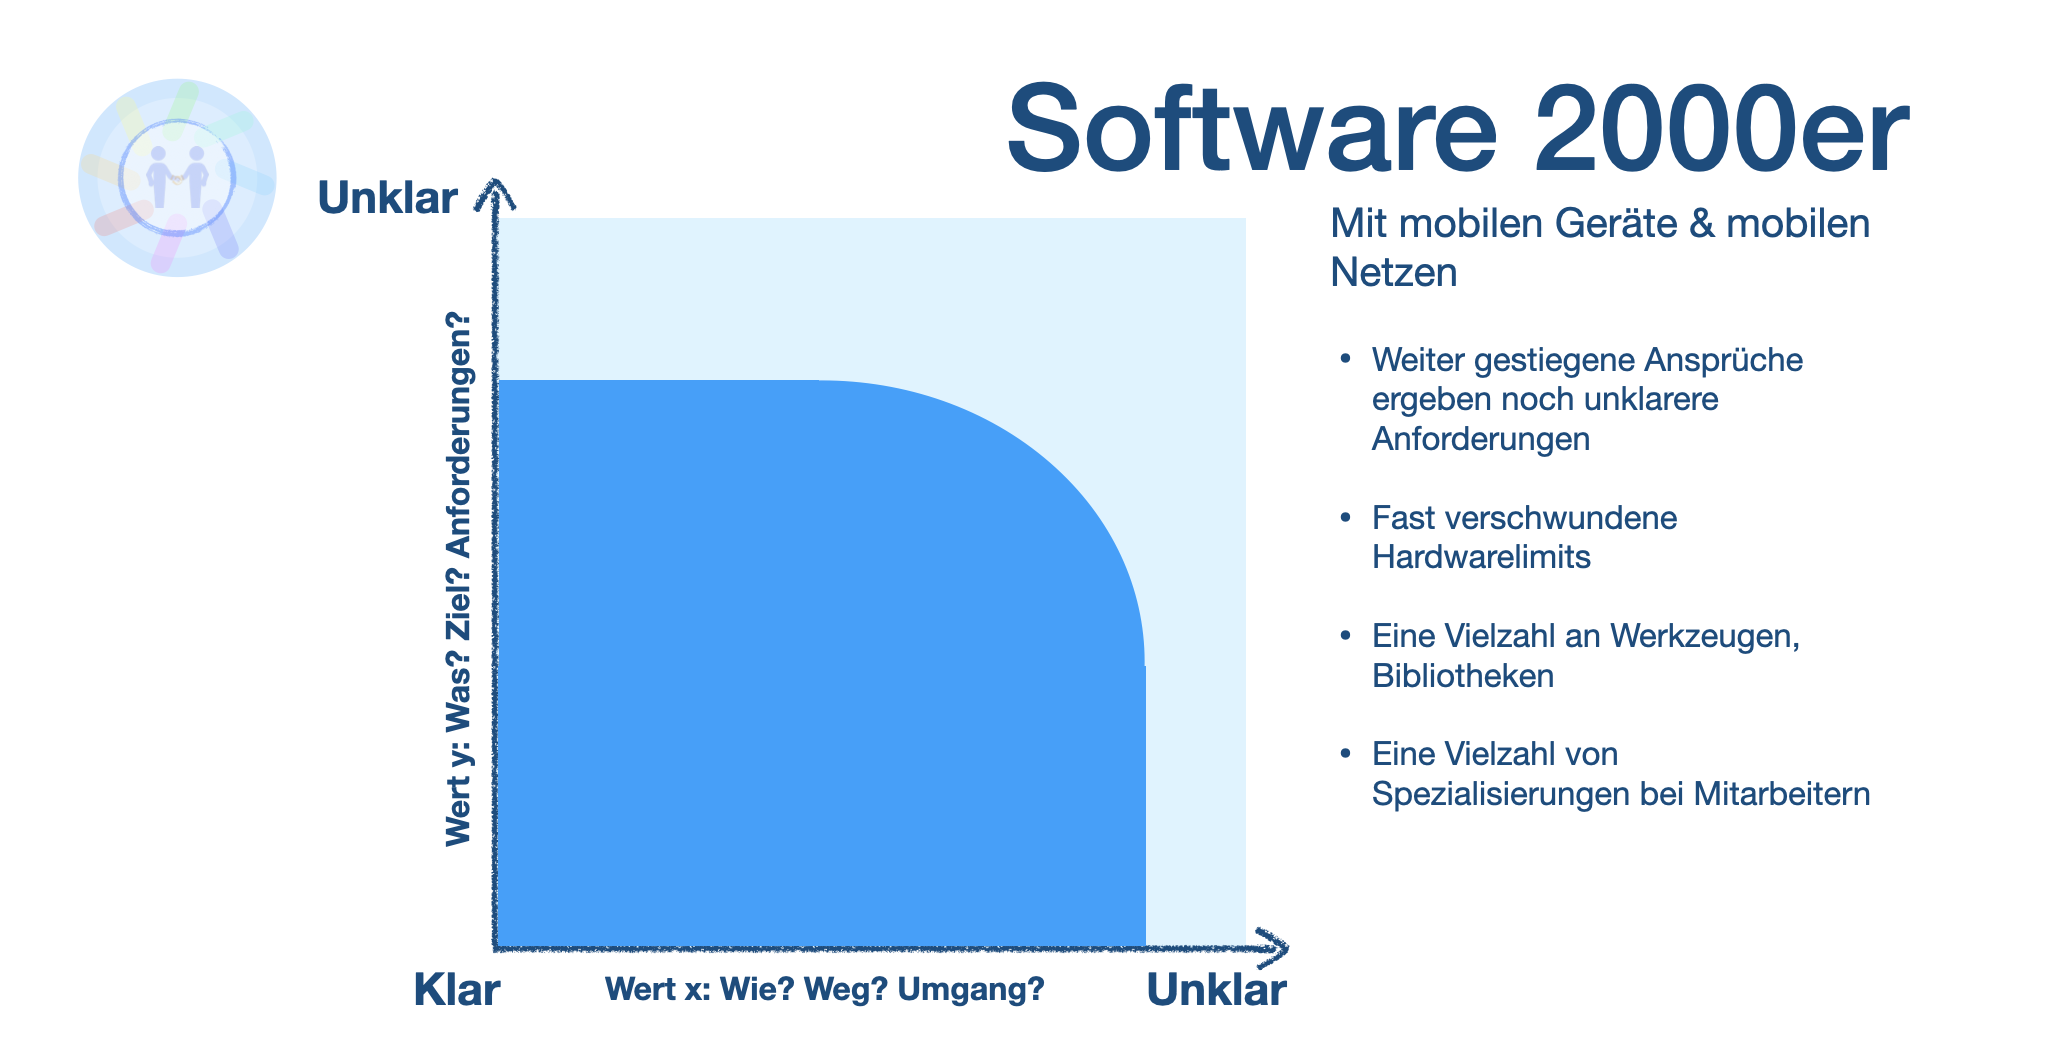 Software 2000er
Mit mobilen Geräte & mobilen
Netzen
• Weiter gestiegene Ansprüche
ergeben noch unklarere
Anforderungen
• Fast verschwundene
Hardwarelimits
• Eine Vielzahl an Werkzeugen,
Bibliotheken
• Eine Vielzahl von
Spezialisierungen bei Mitarbeitern
Unklar
Wert y: Was? Ziel? Anforderungen?
Klar
Wert x: Wie? Weg? Umgang?
Unklar